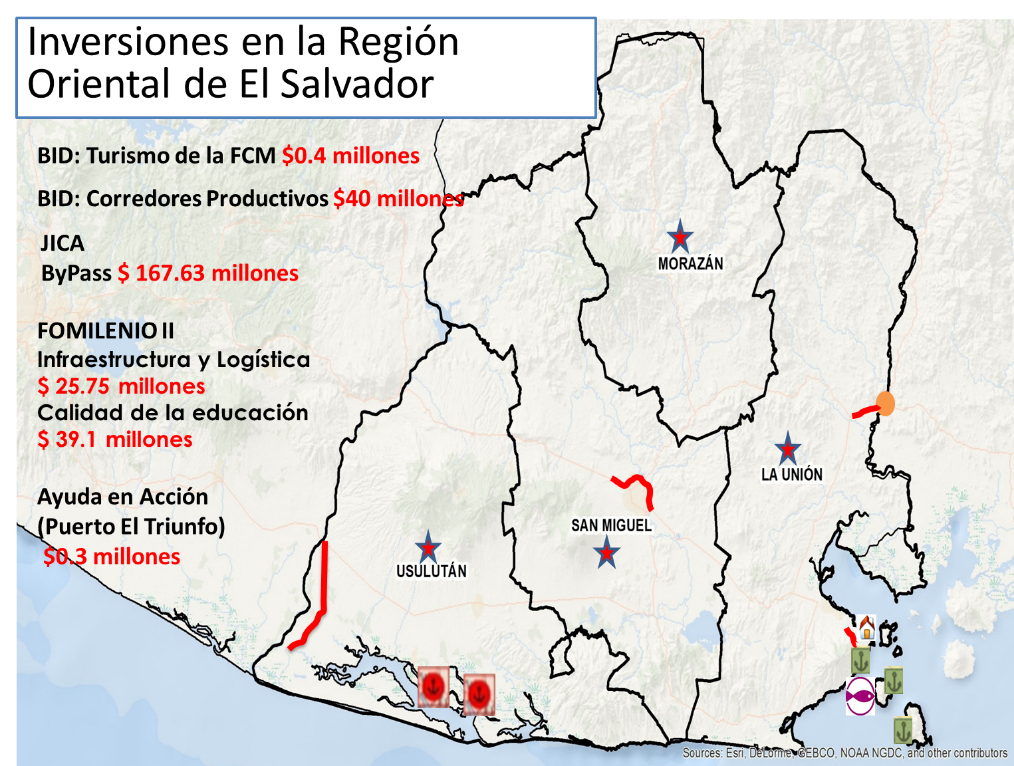 Inversiones en la Región
Oriental de El Salvador
BID: Turismo de la FCM $0.4 millones
BID: Corredores Productivos $40 millones
JICA
ByPass $ 167.63 millones
FOMILENIO II
Infraestructura y Logística
$ 25.75 millones
Calidad de la educación
$ 39.1 millones
Ayuda en Acción
(Puerto El Triunfo)
$0.3 millones
MORAZÁN
LA UNIÓN
SAN MIGUEL
USULUTÁN
Sources: Esri, DeLorme, GEBCO, NOAA NGDC, and other contributors